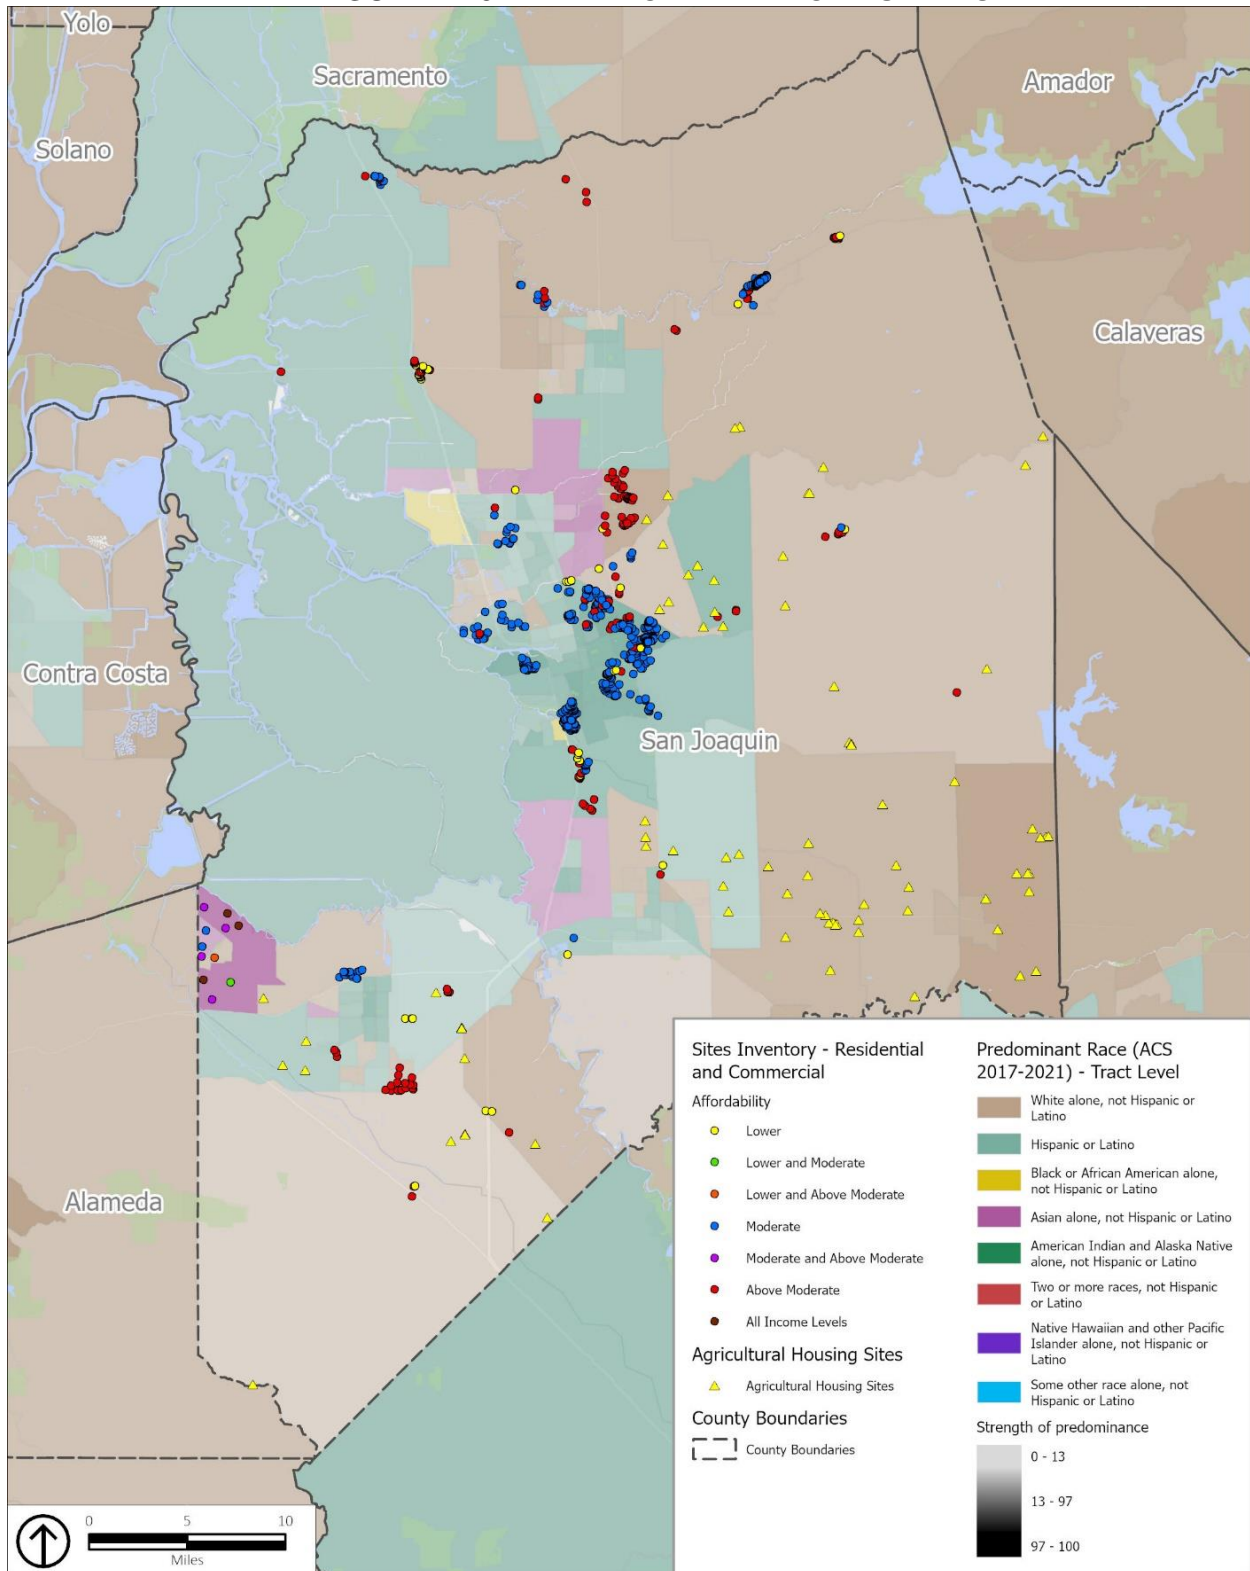 Yolo
Sacramento
Amador
Solano
Calaveras
Contra Costa
San Joaquin
Alameda
Sites Inventory - Residential
and Commercial
Affordability
Lower
Lower and Moderate
Lower and Above Moderate
Moderate
Moderate and Above Moderate
Above Moderate
All Income Levels
Agricultural Housing Sites
Agricultural Housing Sites
County Boundaries
County Boundaries
Predominant Race (ACS
2017-2021) - Tract Level
White alone, not Hispanic or
Latino
Hispanic or Latino
Black or African American alone,
not Hispanic or Latino
Asian alone, not Hispanic or Latino
American Indian and Alaska Native
alone, not Hispanic or Latino
Two or more races, not Hispanic
or Latino
Native Hawaiian and other Pacific
Islander alone, not Hispanic or
Latino
Some other race alone, not
Hispanic or Latino
Strength of predominance
0 - 13
13 - 97
97 - 100
0 5 10
Miles